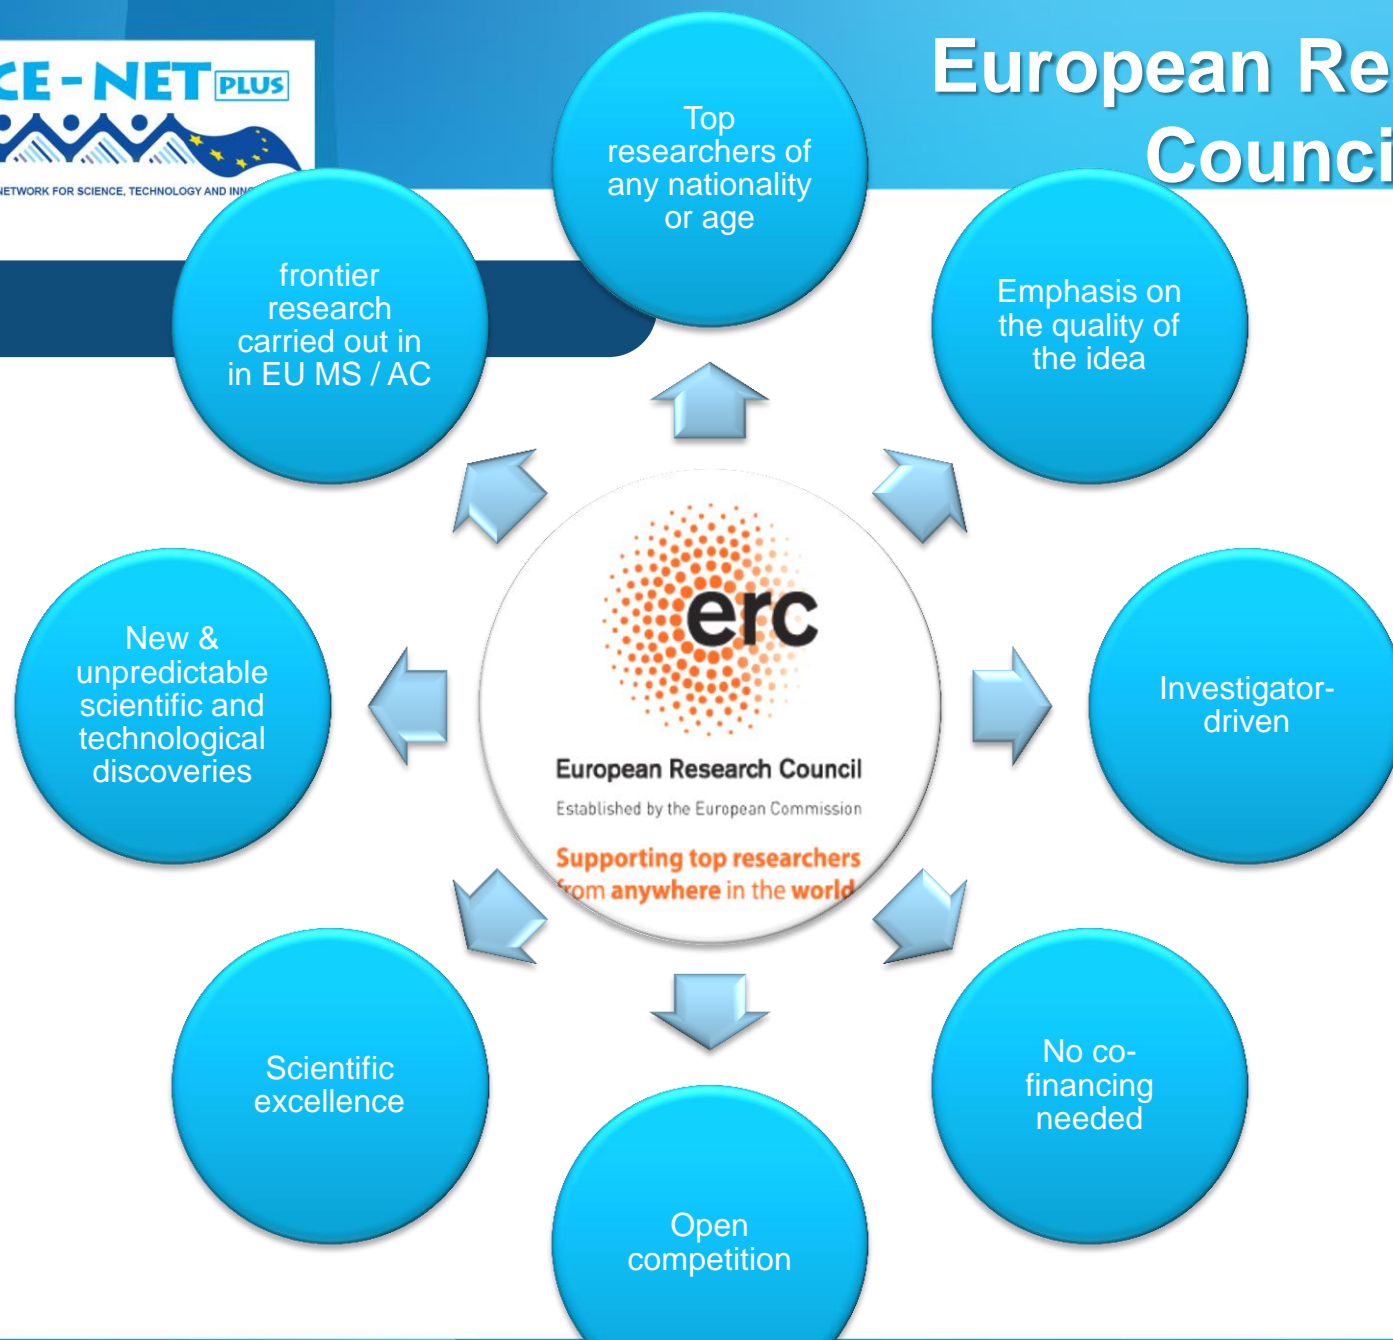 CE-NET PLUS
NETWORK FOR SCIENCE, TECHNOLOGY AND
European Re
Counci
Top
researchers of
any nationality
or age
frontier
research
carried out in
in EU MS / AC
Emphasis on
the quality of
the idea
New &
unpredictable
scientific and
technological
discoveries
erc
European Research Council
Established by the European Commission
Supporting top researchers
from anywhere in the world
Investigator-
driven
Scientific
excellence
No co-
financing
needed
Open
competition